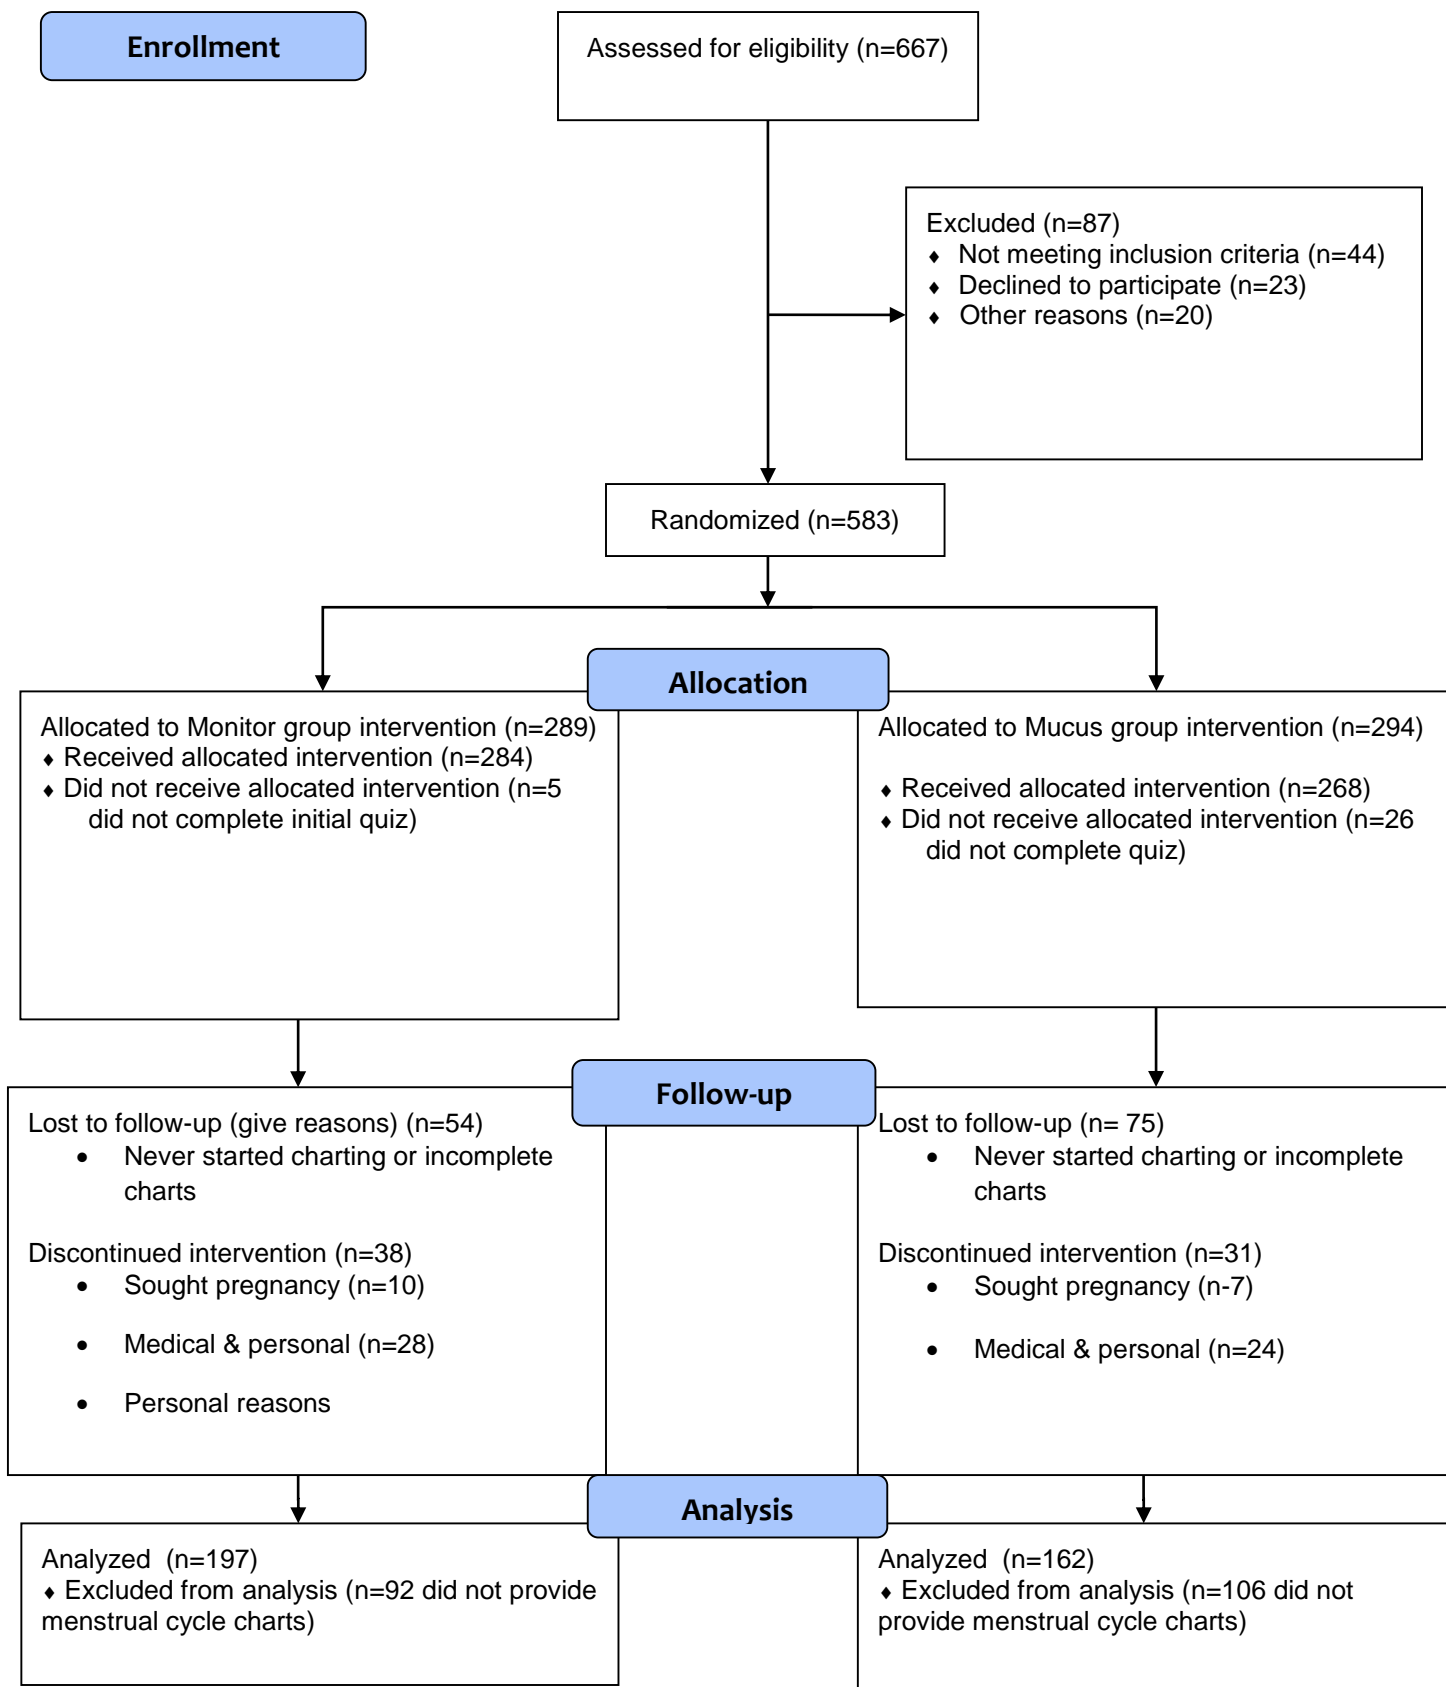 Enrollment
Assessed for eligibility (n=667)
Excluded (n=87)
♦ Not meeting inclusion criteria (n=44)
♦ Declined to participate (n=23)
♦ Other reasons (n=20)
Randomized (n=583)
Allocation
Allocated to Monitor group intervention (n=289)
♦ Received allocated intervention (n=284)
♦ Did not receive allocated intervention (n=5
did not complete initial quiz)
Allocated to Mucus group intervention (n=294)
♦ Received allocated intervention (n=268)
♦ Did not receive allocated intervention (n=26
did not complete quiz)
Follow-up
Lost to follow-up (give reasons) (n=54)
• Never started charting or incomplete
charts
Discontinued intervention (n=38)
• Sought pregnancy (n=10)
• Medical & personal (n=28)
• Personal reasons
Lost to follow-up (n= 75)
• Never started charting or incomplete
charts
Discontinued intervention (n=31)
• Sought pregnancy (n-7)
• Medical & personal (n=24)
Analysis
Analyzed (n=197)
♦ Excluded from analysis (n=92 did not provide
menstrual cycle charts)
Analyzed (n=162)
♦ Excluded from analysis (n=106 did not
provide menstrual cycle charts)